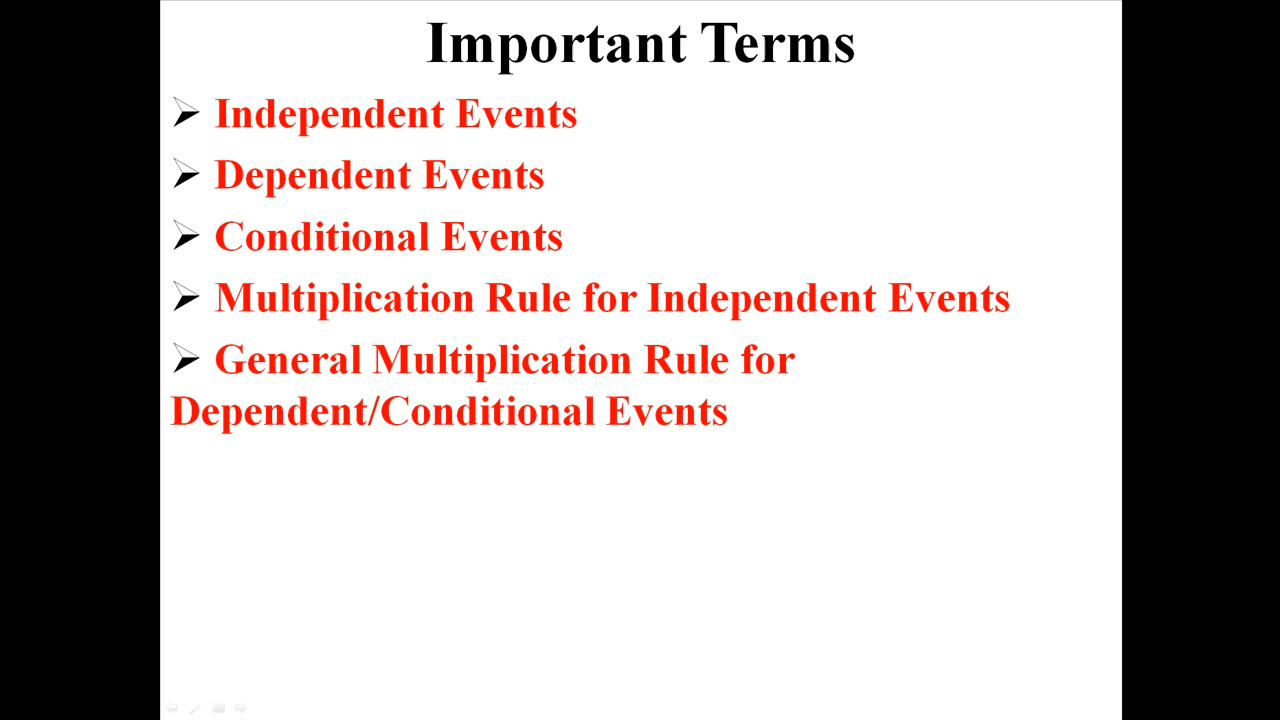 Important Terms
➢ Independent Events
➢ Dependent Events
➢ Conditional Events
➢ Multiplication Rule for Independent Events
➢ General Multiplication Rule for
Dependent/Conditional Events